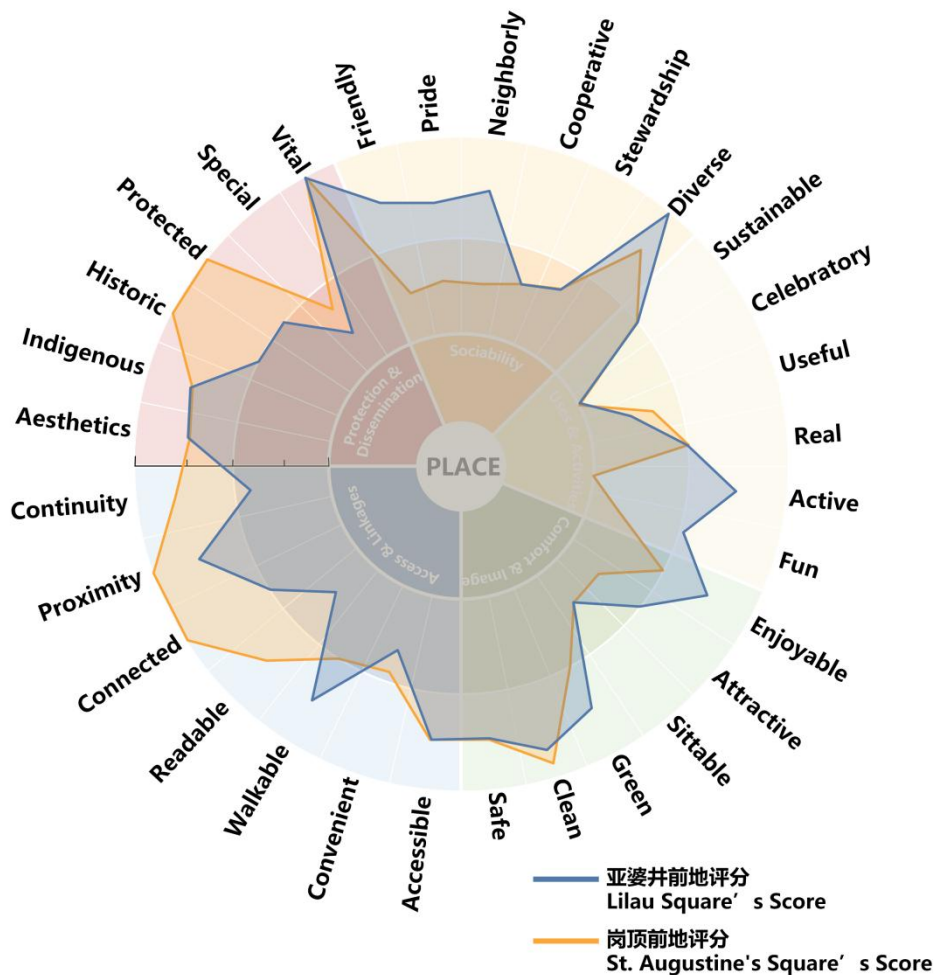 Friendly
Pride
Neighborly
Cooperative
Stewardship
Diverse
Sustainable
Celebratory
Useful
Real
Active
Fun
Enjoyable
Attractive
Sittable
Green
Clean
Safe
Accessible
Convenient
Walkable
Readable
Connected
Proximity
Continuity
Aesthetics
Indigenous
Historic
Protected
Special
Vital
Sociability
Protection &
Dissemination
PLACE
Access & Linkages
Comfort & Image
亚婆井前地评分
Lilau Square’s Score
岗顶前地评分
St. Augustine's Square’s Score